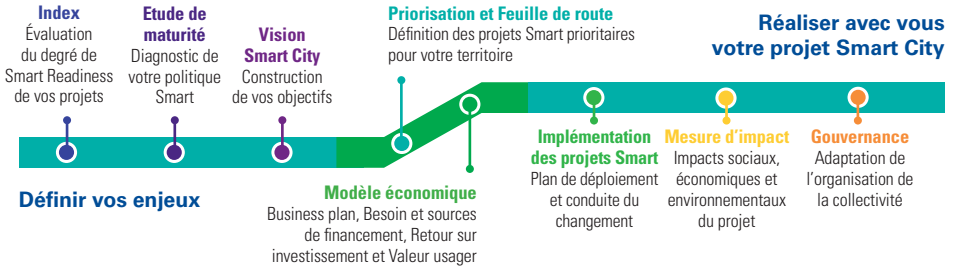 Index
Évaluation
du degré de
Smart Readiness
de vos projets
Etude de
maturité
Diagnostic de
votre politique
Smart
Vision
Smart City
Construction
de vos objectifs
Priorisation et Feuille de route
Définition des projets Smart prioritaires
pour votre territoire
Réaliser avec vous
votre projet Smart City
Définir vos enjeux
Modèle économique
Business plan, Besoin et sources
de financement, Retour sur
investissement et Valeur usager
Implémentation
des projets Smart
Plan de déploiement
et conduite du
changement
Mesure d'impact
Impacts sociaux,
économiques et
environnementaux
du projet
Gouvernance
Adaptation de
l'organisation de
la collectivité